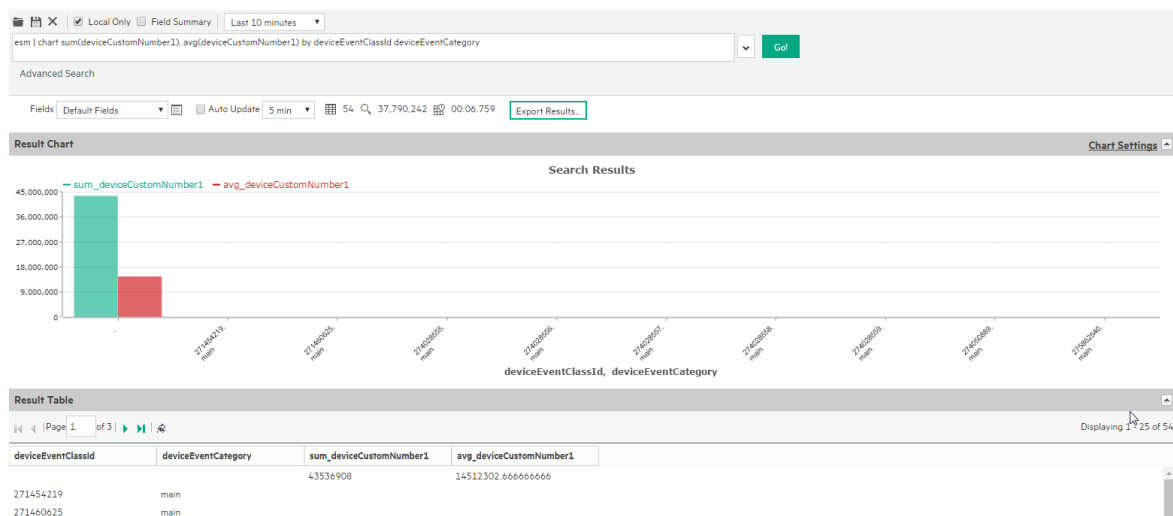 Local Only Field Summary Last 10 minutes
esm | chart sum(deviceCustomNumber1), avg(deviceCustomNumber1) by deviceEventClassId deviceEventCategory
Go!
Advanced Search
Fields Default Fields Auto Update 5 min 54 37,790,242 00:06.759 Export Results...
Result Chart Chart Settings
Search Results
sum_deviceCustomNumber1 avg_deviceCustomNumber1
45,000,000
36,000,000
27,000,000
18,000,000
9,000,000
0
,
271454219, main
271460625, main
274028555, main
274028556, main
274028557, main
274028558, main
274028559, main
274050889, main
275862540, main
deviceEventClassId, deviceEventCategory
Result Table
Page 1 of 3 Displaying 1 - 25 of 54
deviceEventClassId deviceEventCategory sum_deviceCustomNumber1 avg_deviceCustomNumber1
43536908 14512302.666666666
271454219 main
271460625 main